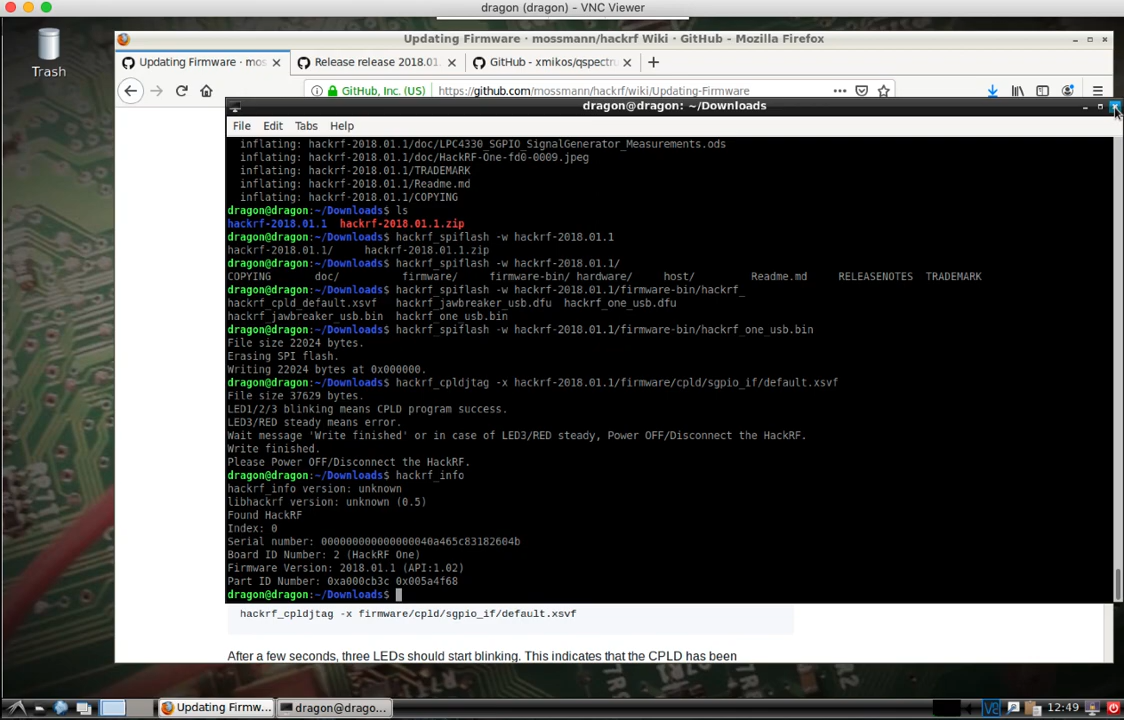 dragon (dragon) – VNC Viewer
Trash
Updating Firmware · mossmann/hackrf Wiki · GitHub - Mozilla Firefox
Updating Firmware · mos
Release release 2018.01.
GitHub - xmikos/qspectru
GitHub, Inc. (US)
https://github.com/mossmann/hackrf/wiki/Updating-Firmware
dragon@dragon: ~/Downloads
File Edit Tabs Help
inflating: hackrf-2018.01.1/doc/LPC4330_SGPIO_SignalGenerator_Measurements.ods
inflating: hackrf-2018.01.1/doc/HackRF-One-fd0-0009.jpeg
inflating: hackrf-2018.01.1/TRADEMARK
inflating: hackrf-2018.01.1/Readme.md
inflating: hackrf-2018.01.1/COPYING
dragon@dragon:~/Downloads$ ls
hackrf-2018.01.1 hackrf-2018.01.1.zip
dragon@dragon:~/Downloads$ hackrf_spiflash -w hackrf-2018.01.1
hackrf-2018.01.1/ hackrf-2018.01.1.zip
dragon@dragon:~/Downloads$ hackrf_spiflash -w hackrf-2018.01.1/
COPYING doc/ firmware/ firmware-bin/ hardware/ host/ Readme.md RELEASENOTES TRADEMARK
dragon@dragon:~/Downloads$ hackrf_spiflash -w hackrf-2018.01.1/firmware-bin/hackrf_
hackrf_cpld_default.xsvf hackrf_jawbreaker_usb.dfu hackrf_one_usb.dfu
hackrf_jawbreaker_usb.bin hackrf_one_usb.bin
dragon@dragon:~/Downloads$ hackrf_spiflash -w hackrf-2018.01.1/firmware-bin/hackrf_one_usb.bin
File size 22024 bytes.
Erasing SPI flash.
Writing 22024 bytes at 0x000000.
dragon@dragon:~/Downloads$ hackrf_cpldjtag -x hackrf-2018.01.1/firmware/cpld/sgpio_if/default.xsvf
File size 37629 bytes.
LED1/2/3 blinking means CPLD program success.
LED3/RED steady means error.
Wait message 'Write finished' or in case of LED3/RED steady, Power OFF/Disconnect the HackRF.
Write finished.
Please Power OFF/Disconnect the HackRF.
dragon@dragon:~/Downloads$ hackrf_info
hackrf_info version: unknown
libhackrf version: unknown (0.5)
Found HackRF
Index: 0
Serial number: 000000000000000040a465c83182604b
Board ID Number: 2 (HackRF One)
Firmware Version: 2018.01.1 (API:1.02)
Part ID Number: 0xa000cb3c 0x005a4f68
dragon@dragon:~/Downloads$
hackrf_cpldjtag -x firmware/cpld/sgpio_if/default.xsvf
After a few seconds, three LEDs should start blinking. This indicates that the CPLD has been
Updating Firmw...
dragon@drago...
12:49